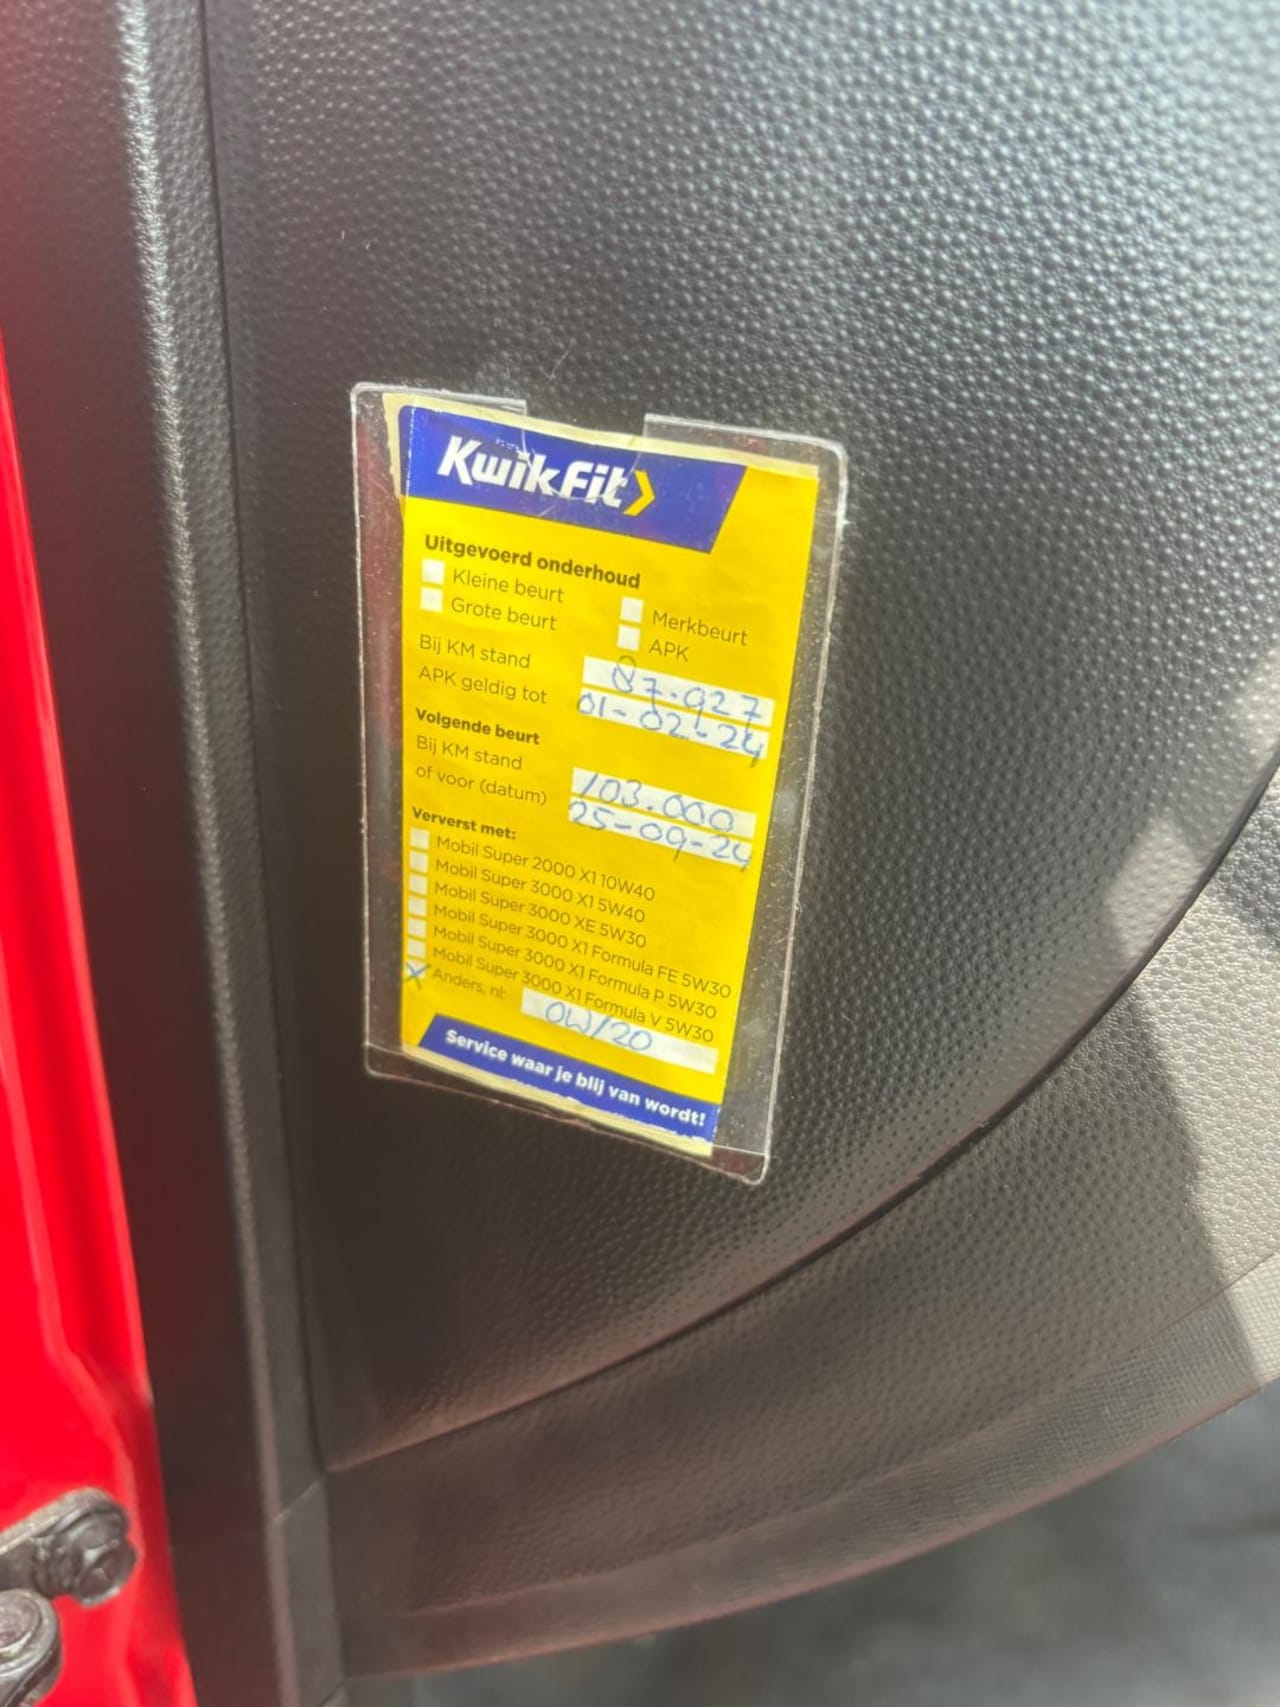 KwikFit
Uitgevoerd onderhoud
Kleine beurt
Grote beurt
Merkbeurt
APK
Bij KM stand 87.927
APK geldig tot 01-02-24
Volgende beurt
Bij KM stand 103.000
of voor (datum) 25-09-24
Ververst met:
Mobil Super 2000 X1 10W40
Mobil Super 3000 X1 5W40
Mobil Super 3000 XE 5W30
Mobil Super 3000 X1 Formula FE 5W30
Mobil Super 3000 X1 Formula P 5W30
Mobil Super 3000 X1 Formula V 5W30
X Anders, nl: 0W/20
Service waar je blij van wordt!